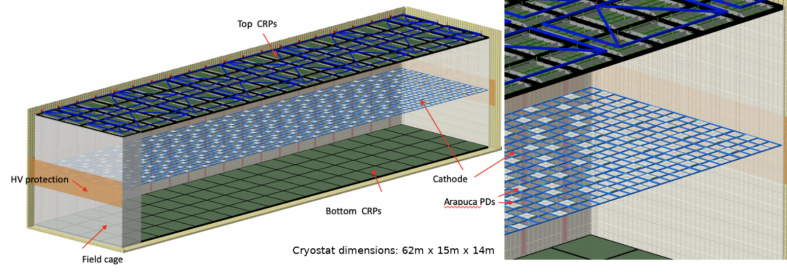 Top CRPs
HV protection
Cathode
Arapuca PDs
Bottom CRPs
Cryostat dimensions: 62m x 15m x 14m
Field cage